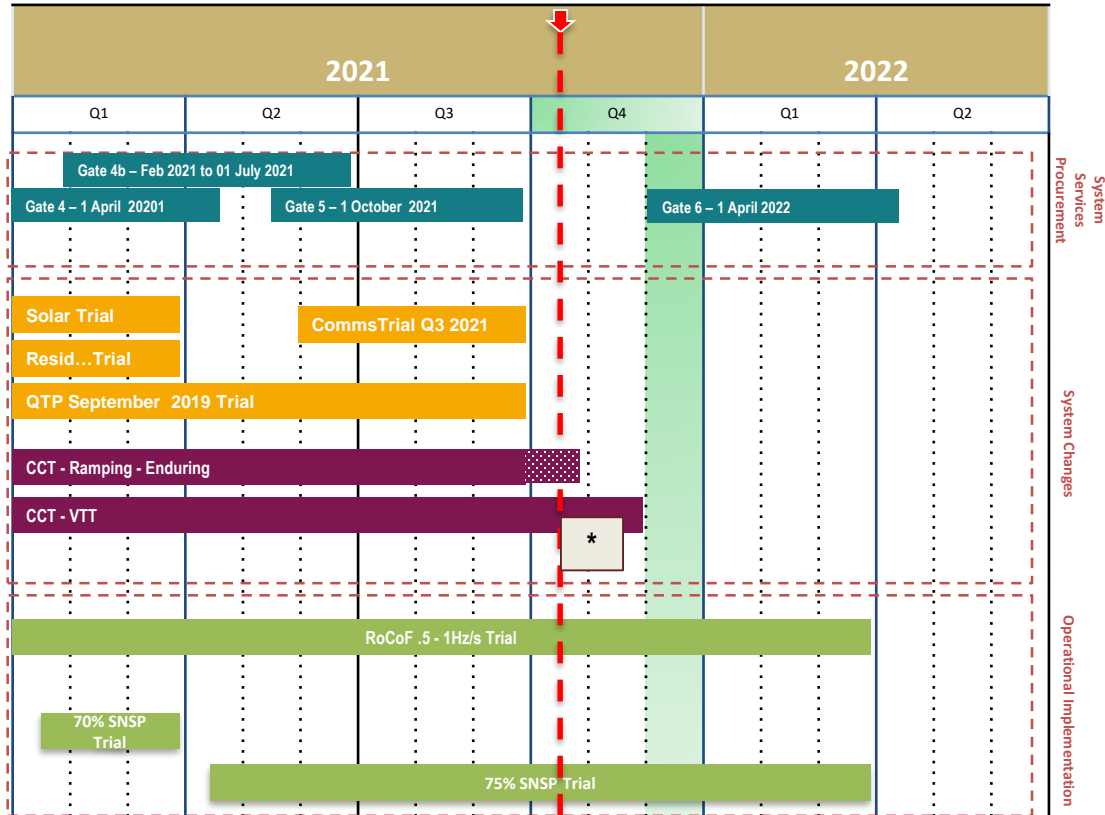 2021
2022
Q1
Q2
Q3
Q4
Q1
Q2
Gate 4b – Feb 2021 to 01 July 2021
Gate 4 – 1 April 20201
Gate 5 – 1 October 2021
Gate 6 – 1 April 2022
System
Services
Procurement
Solar Trial
CommsTrial Q3 2021
Resid...Trial
QTP September 2019 Trial
CCT - Ramping - Enduring
CCT - VTT
*
System Changes
RoCoF .5 - 1Hz/s Trial
70% SNSP
Trial
75% SNSP Trial
Operational Implementation